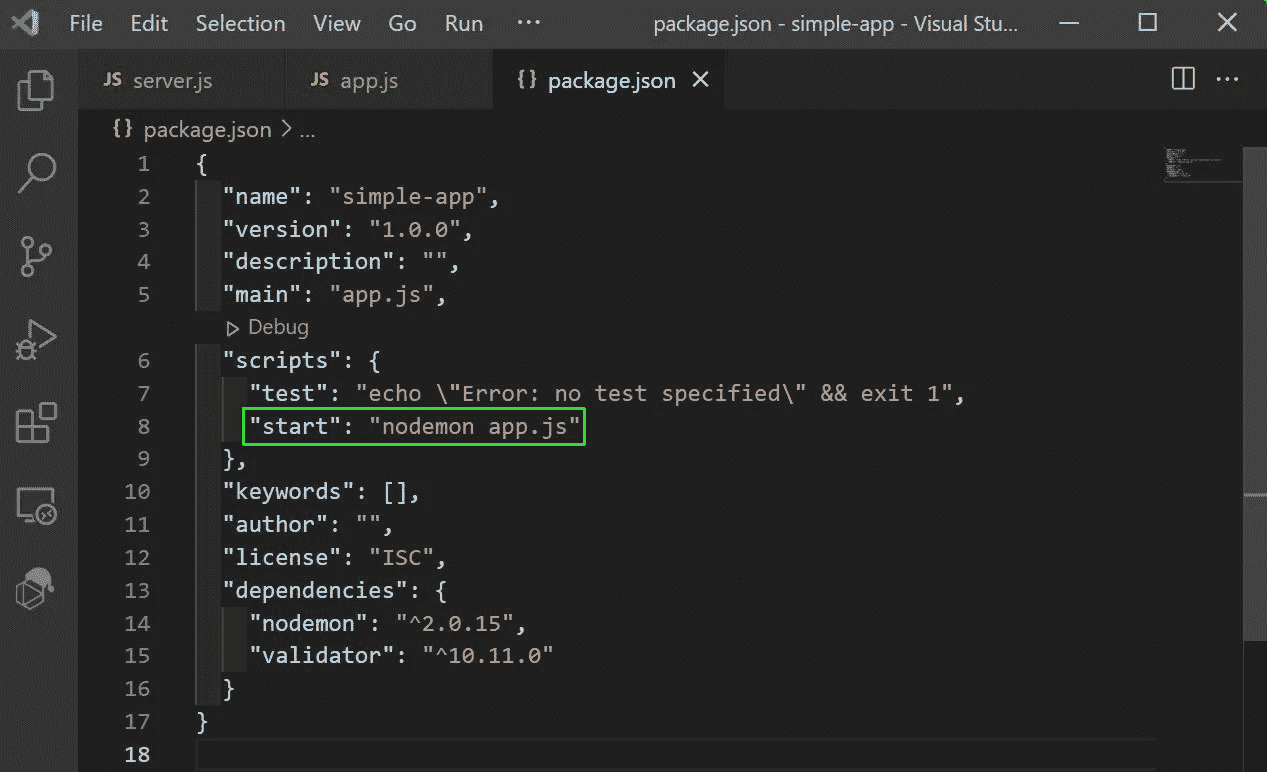 File Edit Selection View Go Run ··· package.json - simple-app - Visual Stu...
JS server.js JS app.js {} package.json
{} package.json > ...
1 {
2 "name": "simple-app",
3 "version": "1.0.0",
4 "description": "",
5 "main": "app.js",
Debug
6 "scripts": {
7 "test": "echo \"Error: no test specified\" && exit 1",
8 "start": "nodemon app.js"
9 },
10 "keywords": [],
11 "author": "",
12 "license": "ISC",
13 "dependencies": {
14 "nodemon": "^2.0.15",
15 "validator": "^10.11.0"
16 }
17 }
18